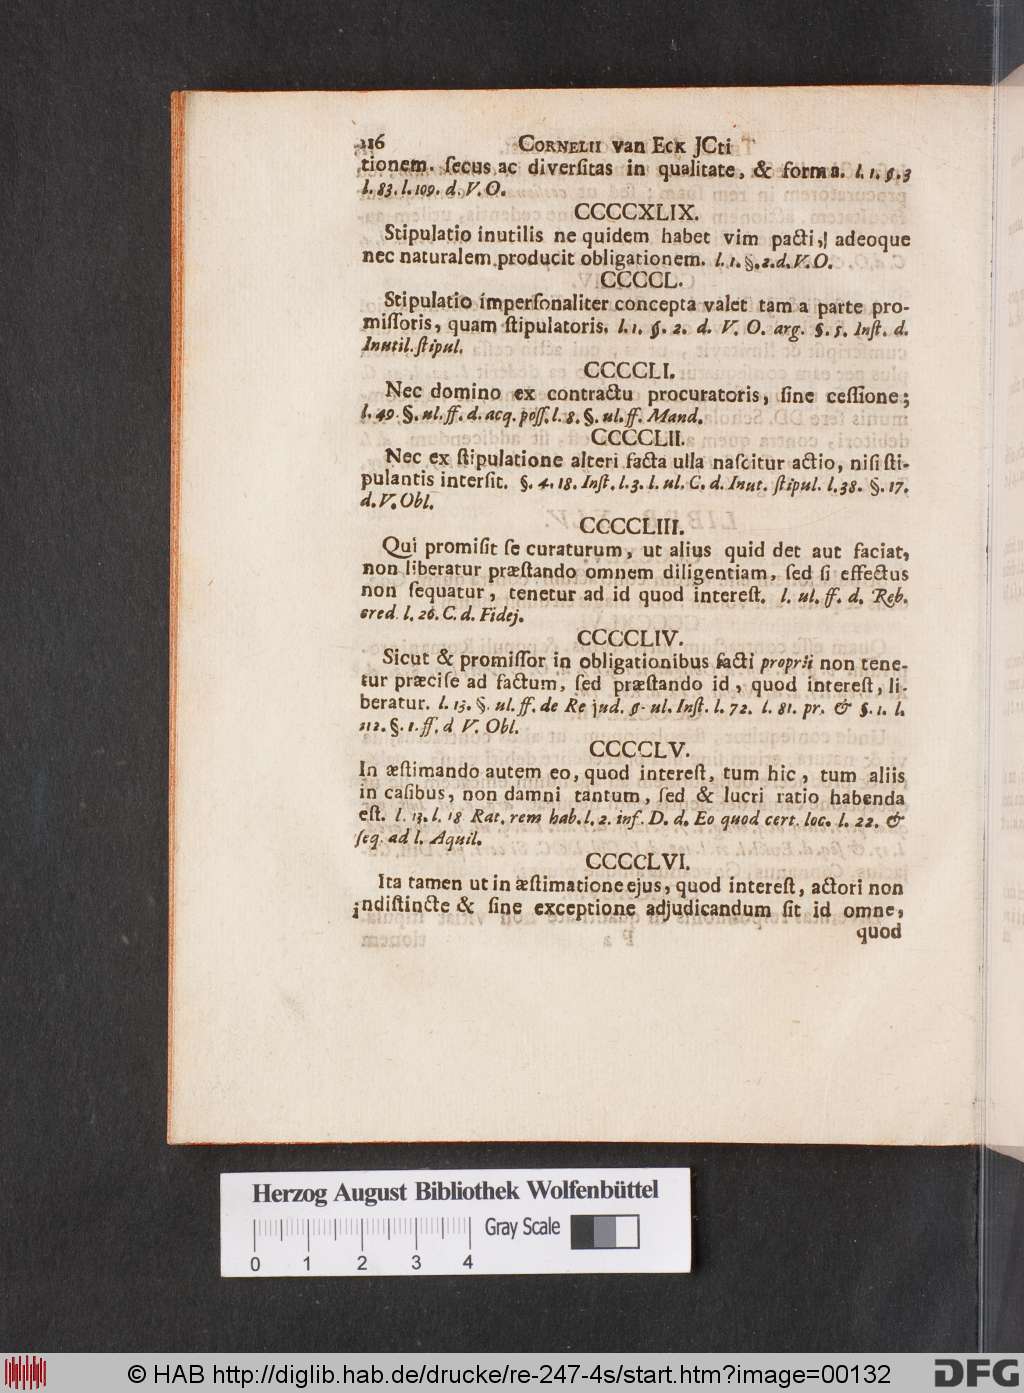 116 CORNELII van ECK JCti
tionem. ſecus ac diverſitas in qualitate, & forma. l. 1. §. 3
l. 83. l. 109. d. V. O.
CCCCXLIX.
Stipulatio inutilis ne quidem habet vim pacti, adeoque
nec naturalem producit obligationem. l. 1. §. 2. d. V. O.
CCCCL.
Stipulatio imperſonaliter concepta valet tam a parte pro-
miſſoris, quam ſtipulatoris. l. 1. §. 2. d. V. O. arg. §. 5. Inſt. d.
Inutil. ſtipul.
CCCCLI.
Nec domino ex contractu procuratoris, ſine ceſſione;
l. 49. §. ul. ff. d. acq. poſſ. l. 8. §. ul. ff. Mand.
CCCCLII.
Nec ex ſtipulatione alteri facta ulla naſcitur actio, niſi ſti-
pulantis interſit. §. 4. 18. Inſt. l. 3. l. ul. C. d. Inut. ſtipul. l. 38. §. 17.
d. V. Obl.
CCCCLIII.
Qui promiſit ſe curaturum, ut alius quid det aut faciat,
non liberatur præſtando omnem diligentiam, ſed ſi effectus
non ſequatur, tenetur ad id quod intereſt. l. ul. ff. d. Reb.
cred. l. 26. C. d. Fidej.
CCCCLIV.
Sicut & promiſſor in obligationibus facti proprii non tene-
tur præciſe ad factum, ſed præſtando id, quod intereſt, li-
beratur. l. 13. §. ul. ff. de Re jud. §. ul. Inſt. l. 72. l. 81. pr. & §. 1. l.
112. §. 1. ff. d V. Obl.
CCCCLV.
In æſtimando autem eo, quod intereſt, tum hic, tum aliis
in caſibus, non damni tantum, ſed & lucri ratio habenda
eſt. l. 13. l. 18 Rat. rem hab. l. 2. inf. D. d. Eo quod cert. loc. l. 22. &
ſeq. ad l. Aquil.
CCCCLVI.
Ita tamen ut in æſtimatione ejus, quod intereſt, actori non
indiſtincte & ſine exceptione adjudicandum ſit id omne,
quod
Herzog August Bibliothek Wolfenbüttel
Gray Scale
0 1 2 3 4
© HAB http://diglib.hab.de/drucke/re-247-4s/start.htm?image=00132
DFG